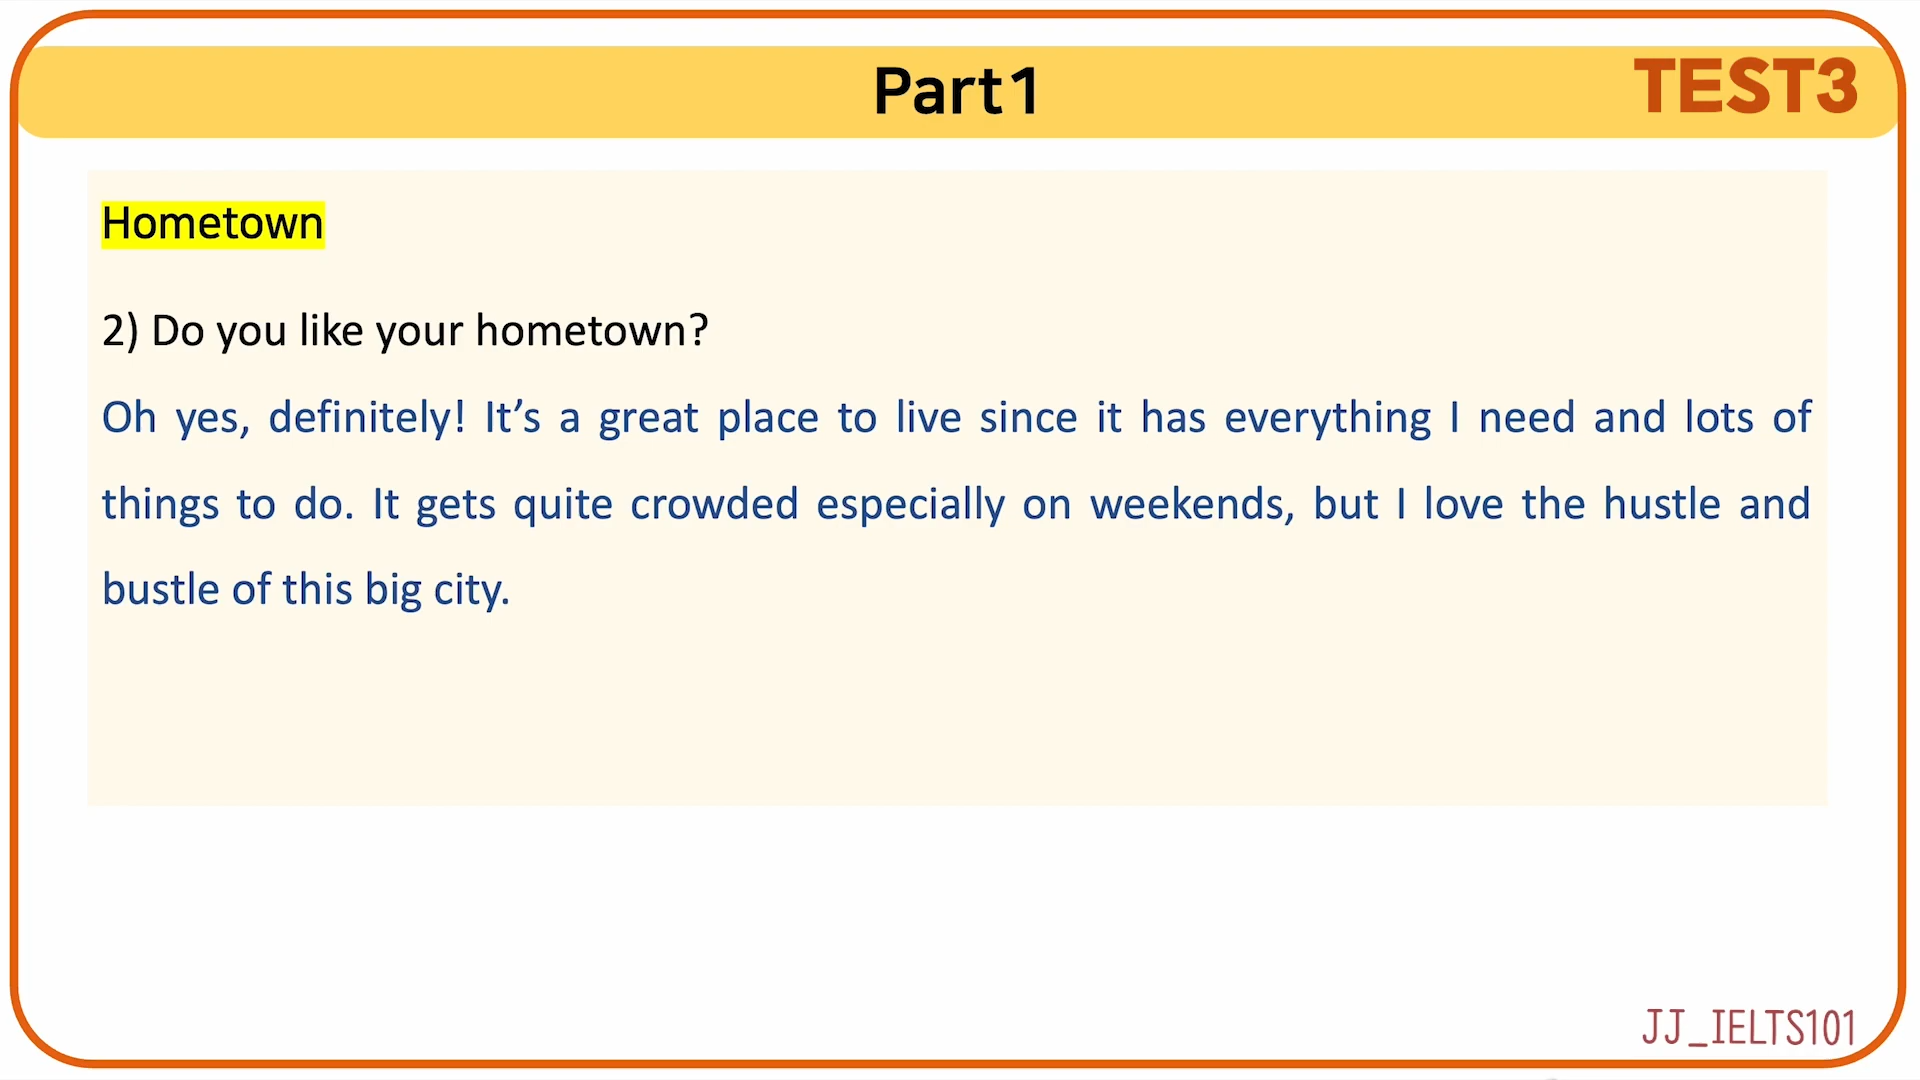 Part1
TEST3
Hometown
2) Do you like your hometown?
Oh yes, definitely! It’s a great place to live since it has everything I need and lots of
things to do. It gets quite crowded especially on weekends, but I love the hustle and
bustle of this big city.
JJ_IELTS101